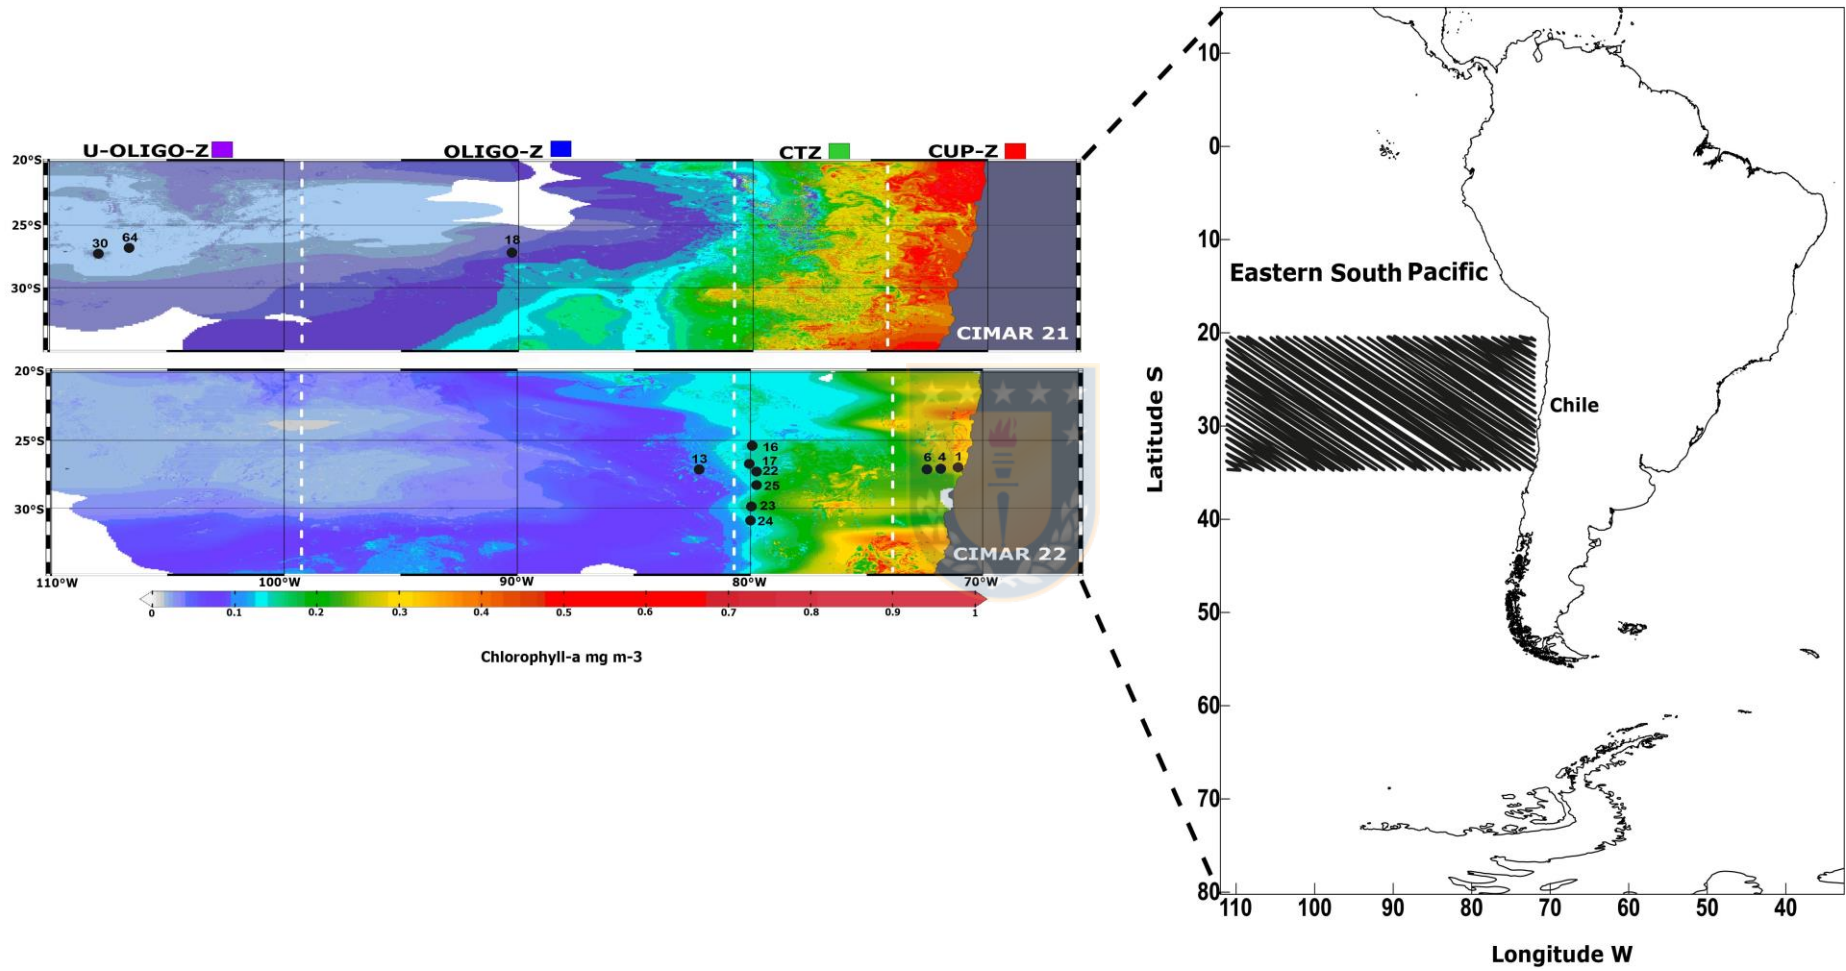 U-OLIGO-Z
OLIGO-Z
CTZ
CUP-Z
20°S
25°S
30°S
30
64
18
CIMAR 21
20°S
25°S
30°S
13
16
17
22
25
23
24
6
4
1
CIMAR 22
110°W
100°W
90°W
80°W
70°W
0
0.1
0.2
0.3
0.4
0.5
0.6
0.7
0.8
0.9
1
Chlorophyll-a mg m-3
10
0
10
20
30
40
50
60
70
80
Latitude S
Eastern South Pacific
Chile
110
100
90
80
70
60
50
40
Longitude W